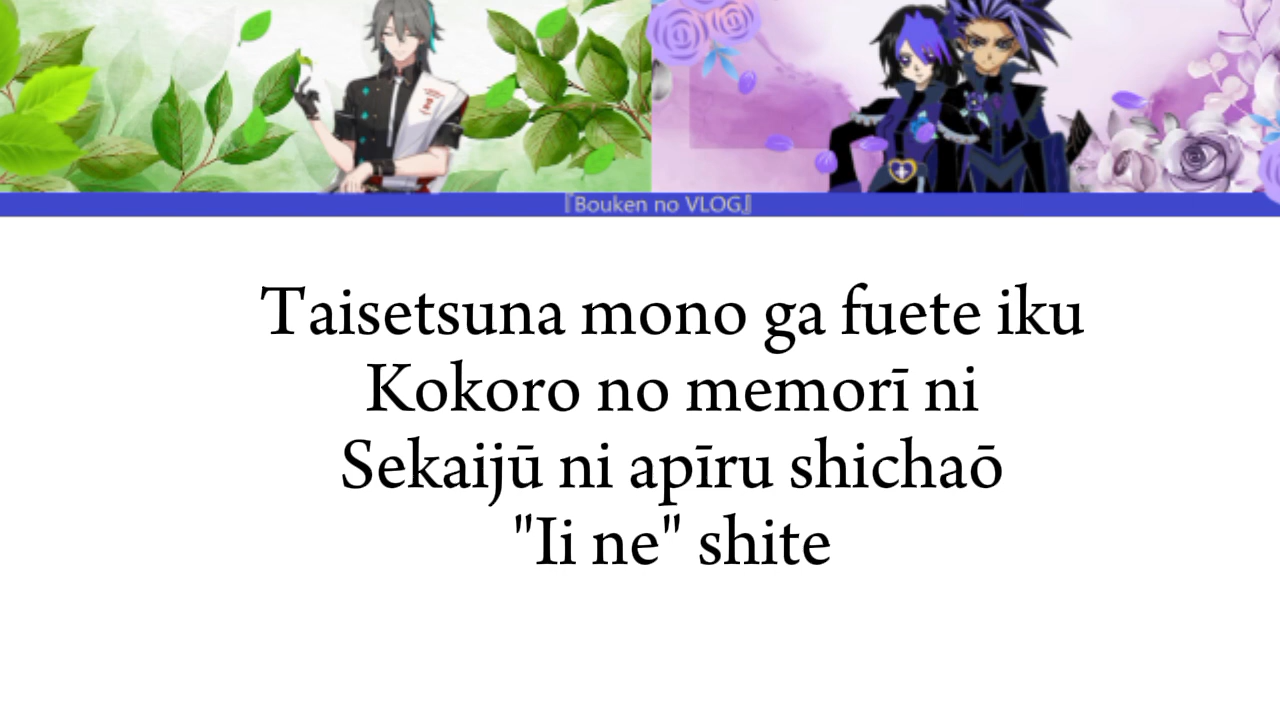 『Bouken no VLOG』
Taisetsuna mono ga fuete iku
Kokoro no memorī ni
Sekaijū ni apīru shichaō
"Ii ne" shite